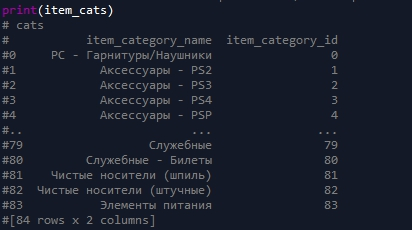 print(item_cats)
# cats
# item_category_name item_category_id
#0 PC - Гарнитуры/Наушники 0
#1 Аксессуары - PS2 1
#2 Аксессуары - PS3 2
#3 Аксессуары - PS4 3
#4 Аксессуары - PSP 4
#.. ... ...
#79 Служебные 79
#80 Служебные - Билеты 80
#81 Чистые носители (шпиль) 81
#82 Чистые носители (штучные) 82
#83 Элементы питания 83
#[84 rows x 2 columns]